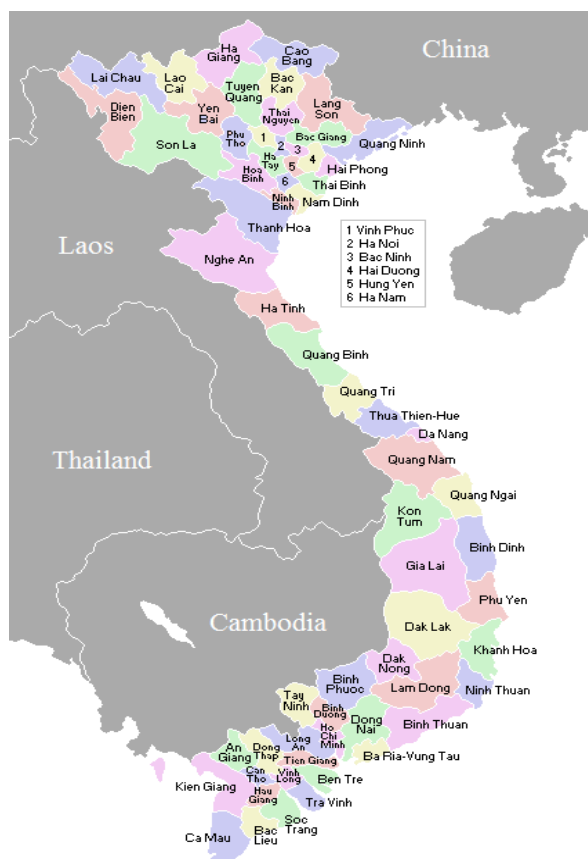 China
Ha
Giang
Cao
Bang
Lai Chau
Lao
Cai
Bac
Kan
Tuyen
Quang
Lang
Son
Dien
Bien
Yen
Bai
Thai
Nguyen
Phu
Tho
1
2
Bac Giang
Quang Ninh
Son La
3
Ha
Tay
4
5
Hai Phong
Hoa
Binh
6
Thai Binh
Ninh
Binh
Nam Dinh
Thanh Hoa
1 Vinh Phuc
2 Ha Noi
3 Bac Ninh
4 Hai Duong
5 Hung Yen
6 Ha Nam
Laos
Nghe An
Ha Tinh
Quang Binh
Quang Tri
Thua Thien-Hue
Da Nang
Thailand
Quang Nam
Quang Ngai
Kon
Tum
Binh Dinh
Gia Lai
Phu Yen
Cambodia
Dak Lak
Khanh Hoa
Dak
Nong
Binh
Phuoc
Lam Dong
Ninh Thuan
Tay
Ninh
Binh
Duong
Dong
Nai
Binh Thuan
Ho
Chi
Minh
Long
An
An
Giang
Dong
Thap
Tien Giang
Ba Ria-Vung Tau
Can
Tho
Vinh
Long
Ben Tre
Kien Giang
Hau
Giang
Tra Vinh
Soc
Trang
Bac
Lieu
Ca Mau